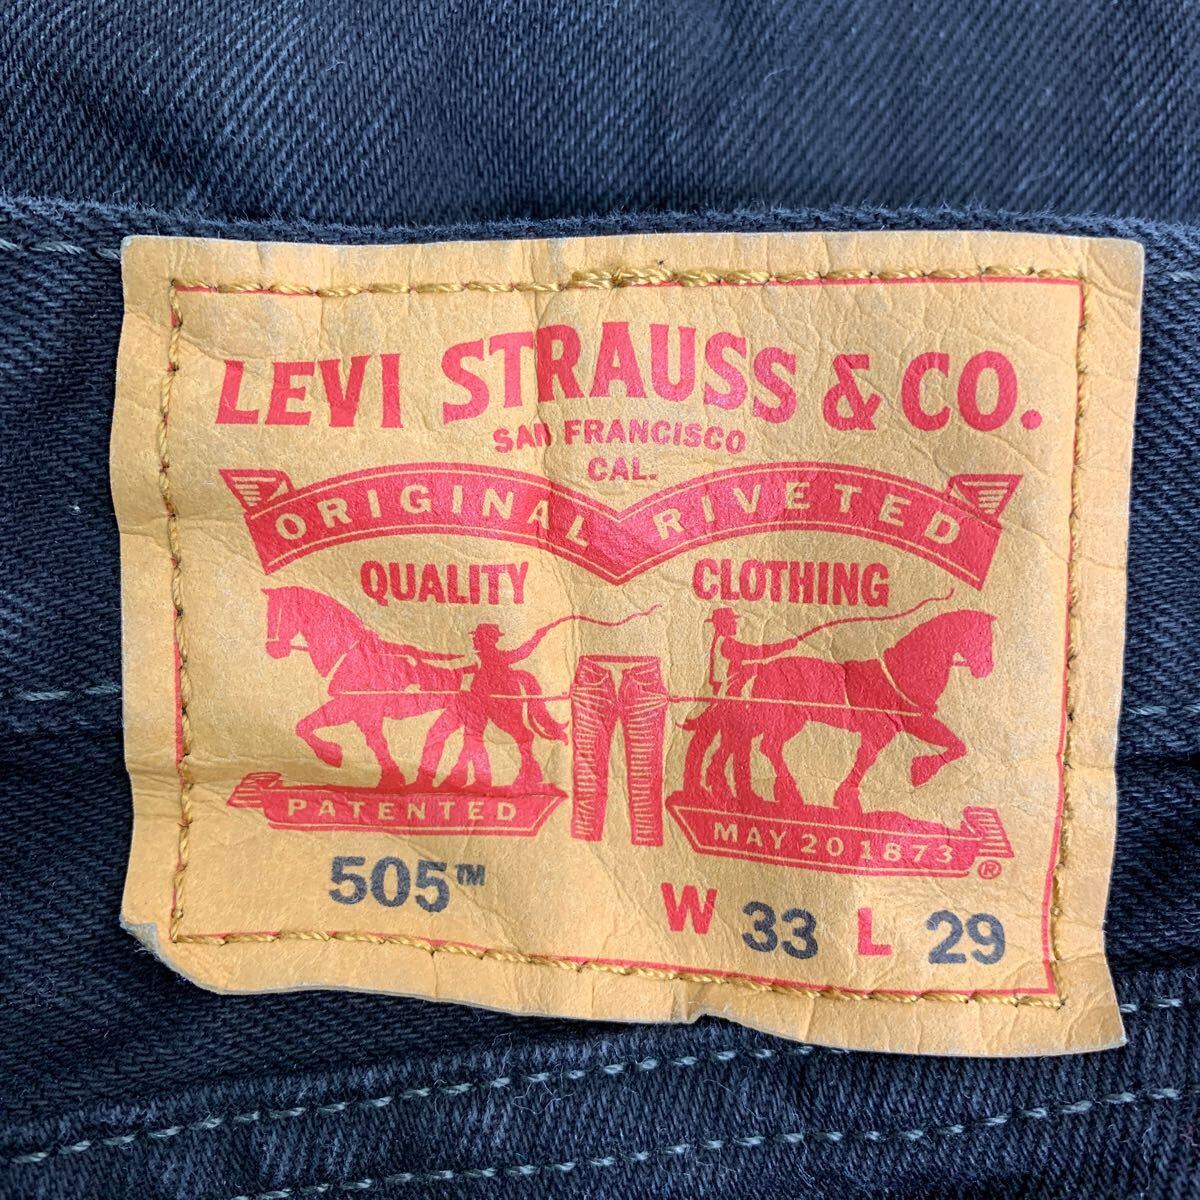 LEVI STRAUSS & CO.
SAN FRANCISCO
CAL.
ORIGINAL RIVETED
QUALITY CLOTHING
PATENTED
MAY 20 1873
®
505™
W 33 L 29